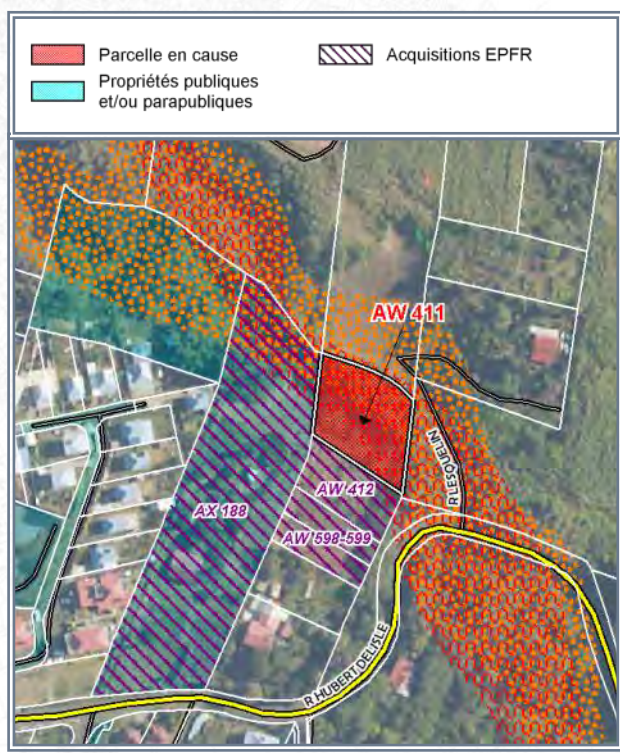 Parcelle en cause
Acquisitions EPFR
Propriétés publiques
et/ou parapubliques
AW 411
R LESQUELIN
AW 412
AX 188
AW 598-599
R HUBERT DELISLE